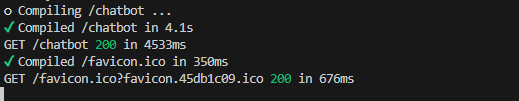 ○ Compiling /chatbot ...
✓ Compiled /chatbot in 4.1s
GET /chatbot 200 in 4533ms
✓ Compiled /favicon.ico in 350ms
GET /favicon.ico?favicon.45db1c09.ico 200 in 676ms